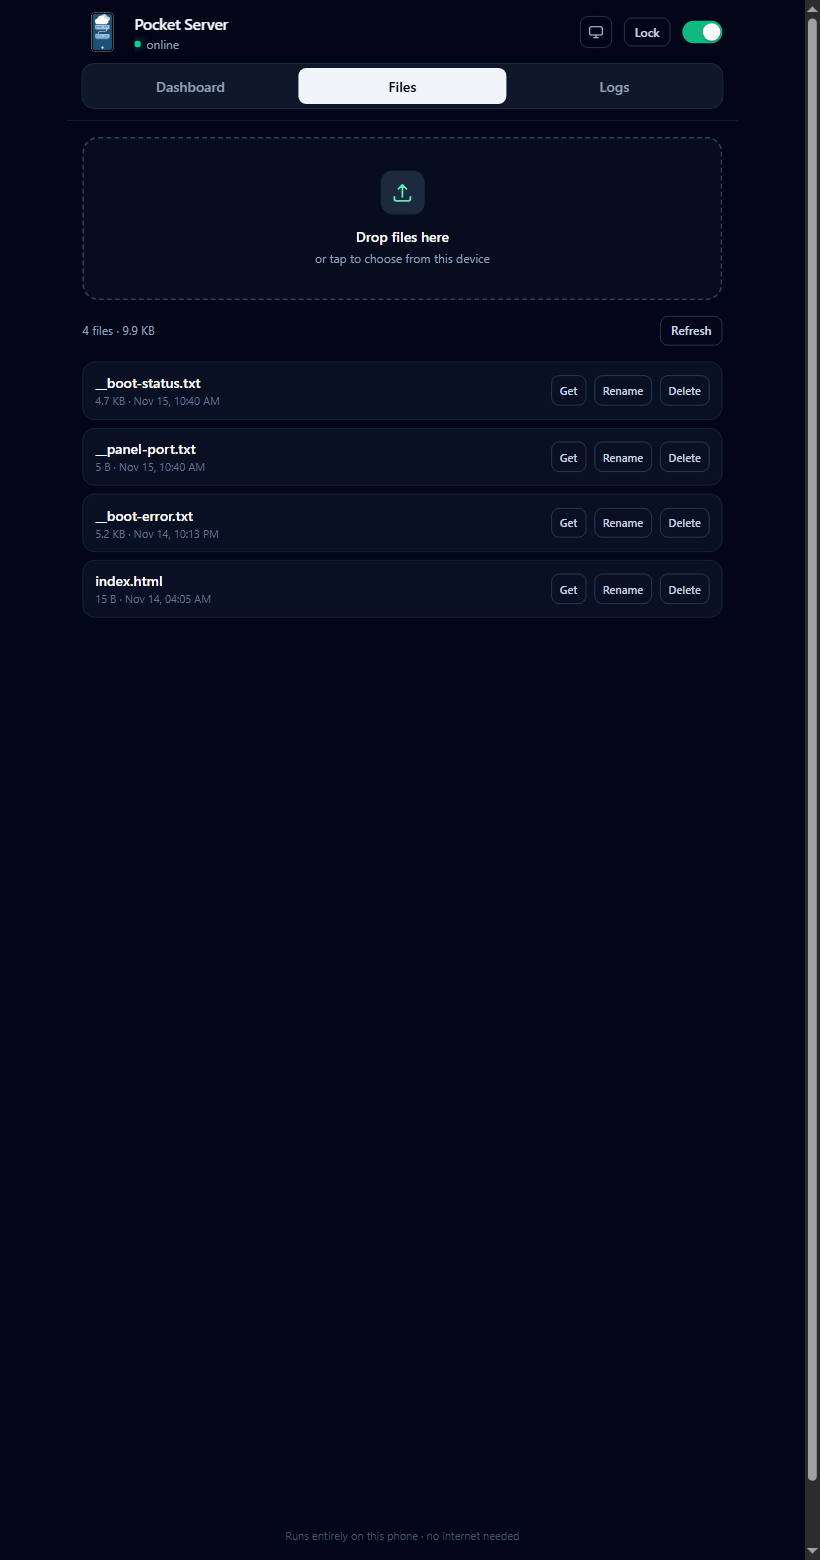 Pocket Server
online
Lock
Dashboard Files Logs
Drop files here
or tap to choose from this device
4 files · 9.9 KB
Refresh
__boot-status.txt
4.7 KB · Nov 15, 10:40 AM
Get Rename Delete
__panel-port.txt
5 B · Nov 15, 10:40 AM
Get Rename Delete
__boot-error.txt
5.2 KB · Nov 14, 10:13 PM
Get Rename Delete
index.html
15 B · Nov 14, 04:05 AM
Get Rename Delete
Runs entirely on this phone · no internet needed